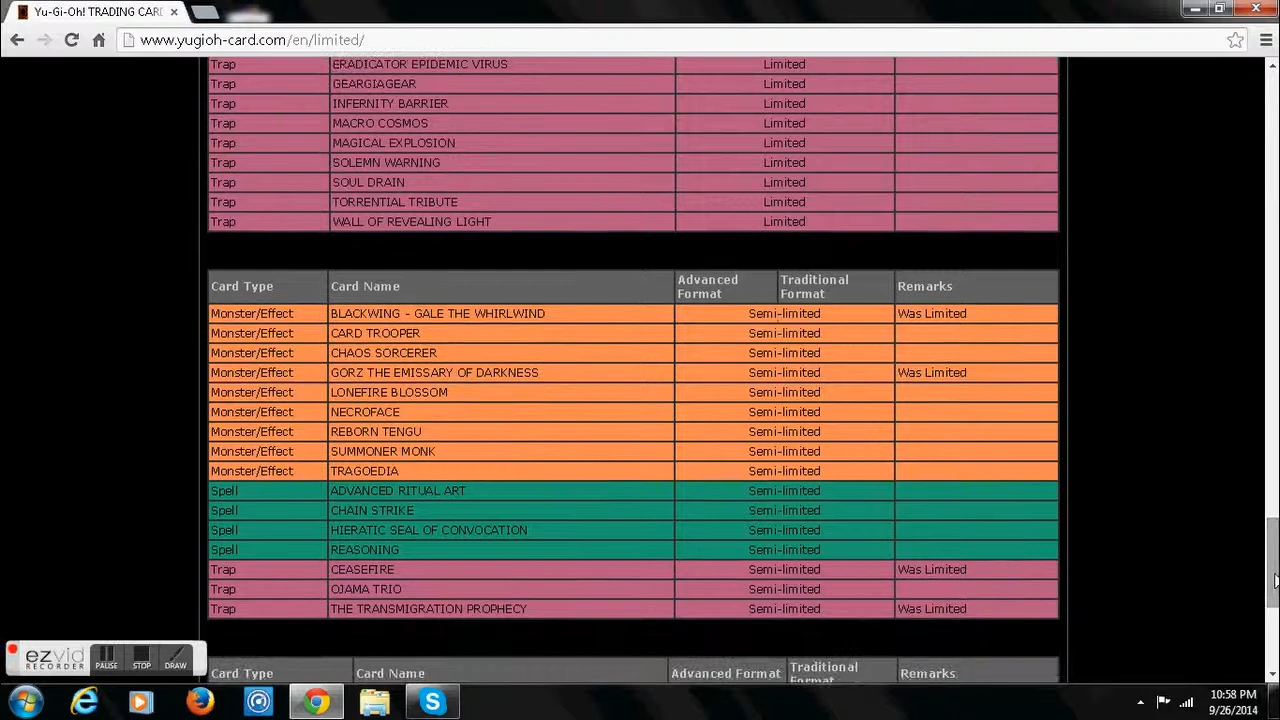 Yu-Gi-Oh! TRADING CAR
www.yugioh-card.com/en/limited/
Trap ERADICATOR EPIDEMIC VIRUS Limited
Trap GEARGIAGEAR Limited
Trap INFERNITY BARRIER Limited
Trap MACRO COSMOS Limited
Trap MAGICAL EXPLOSION Limited
Trap SOLEMN WARNING Limited
Trap SOUL DRAIN Limited
Trap TORRENTIAL TRIBUTE Limited
Trap WALL OF REVEALING LIGHT Limited
Card Type Card Name Advanced Format Traditional Format Remarks
Monster/Effect BLACKWING - GALE THE WHIRLWIND Semi-limited Was Limited
Monster/Effect CARD TROOPER Semi-limited
Monster/Effect CHAOS SORCERER Semi-limited
Monster/Effect GORZ THE EMISSARY OF DARKNESS Semi-limited Was Limited
Monster/Effect LONEFIRE BLOSSOM Semi-limited
Monster/Effect NECROFACE Semi-limited
Monster/Effect REBORN TENGU Semi-limited
Monster/Effect SUMMONER MONK Semi-limited
Monster/Effect TRAGOEDIA Semi-limited
Spell ADVANCED RITUAL ART Semi-limited
Spell CHAIN STRIKE Semi-limited
Spell HIERATIC SEAL OF CONVOCATION Semi-limited
Spell REASONING Semi-limited
Trap CEASEFIRE Semi-limited Was Limited
Trap OJAMA TRIO Semi-limited
Trap THE TRANSMIGRATION PROPHECY Semi-limited Was Limited
Card Type Card Name Advanced Format Traditional Format Remarks
ezvid RECORDER PAUSE STOP DRAW
10:58 PM
9/26/2014